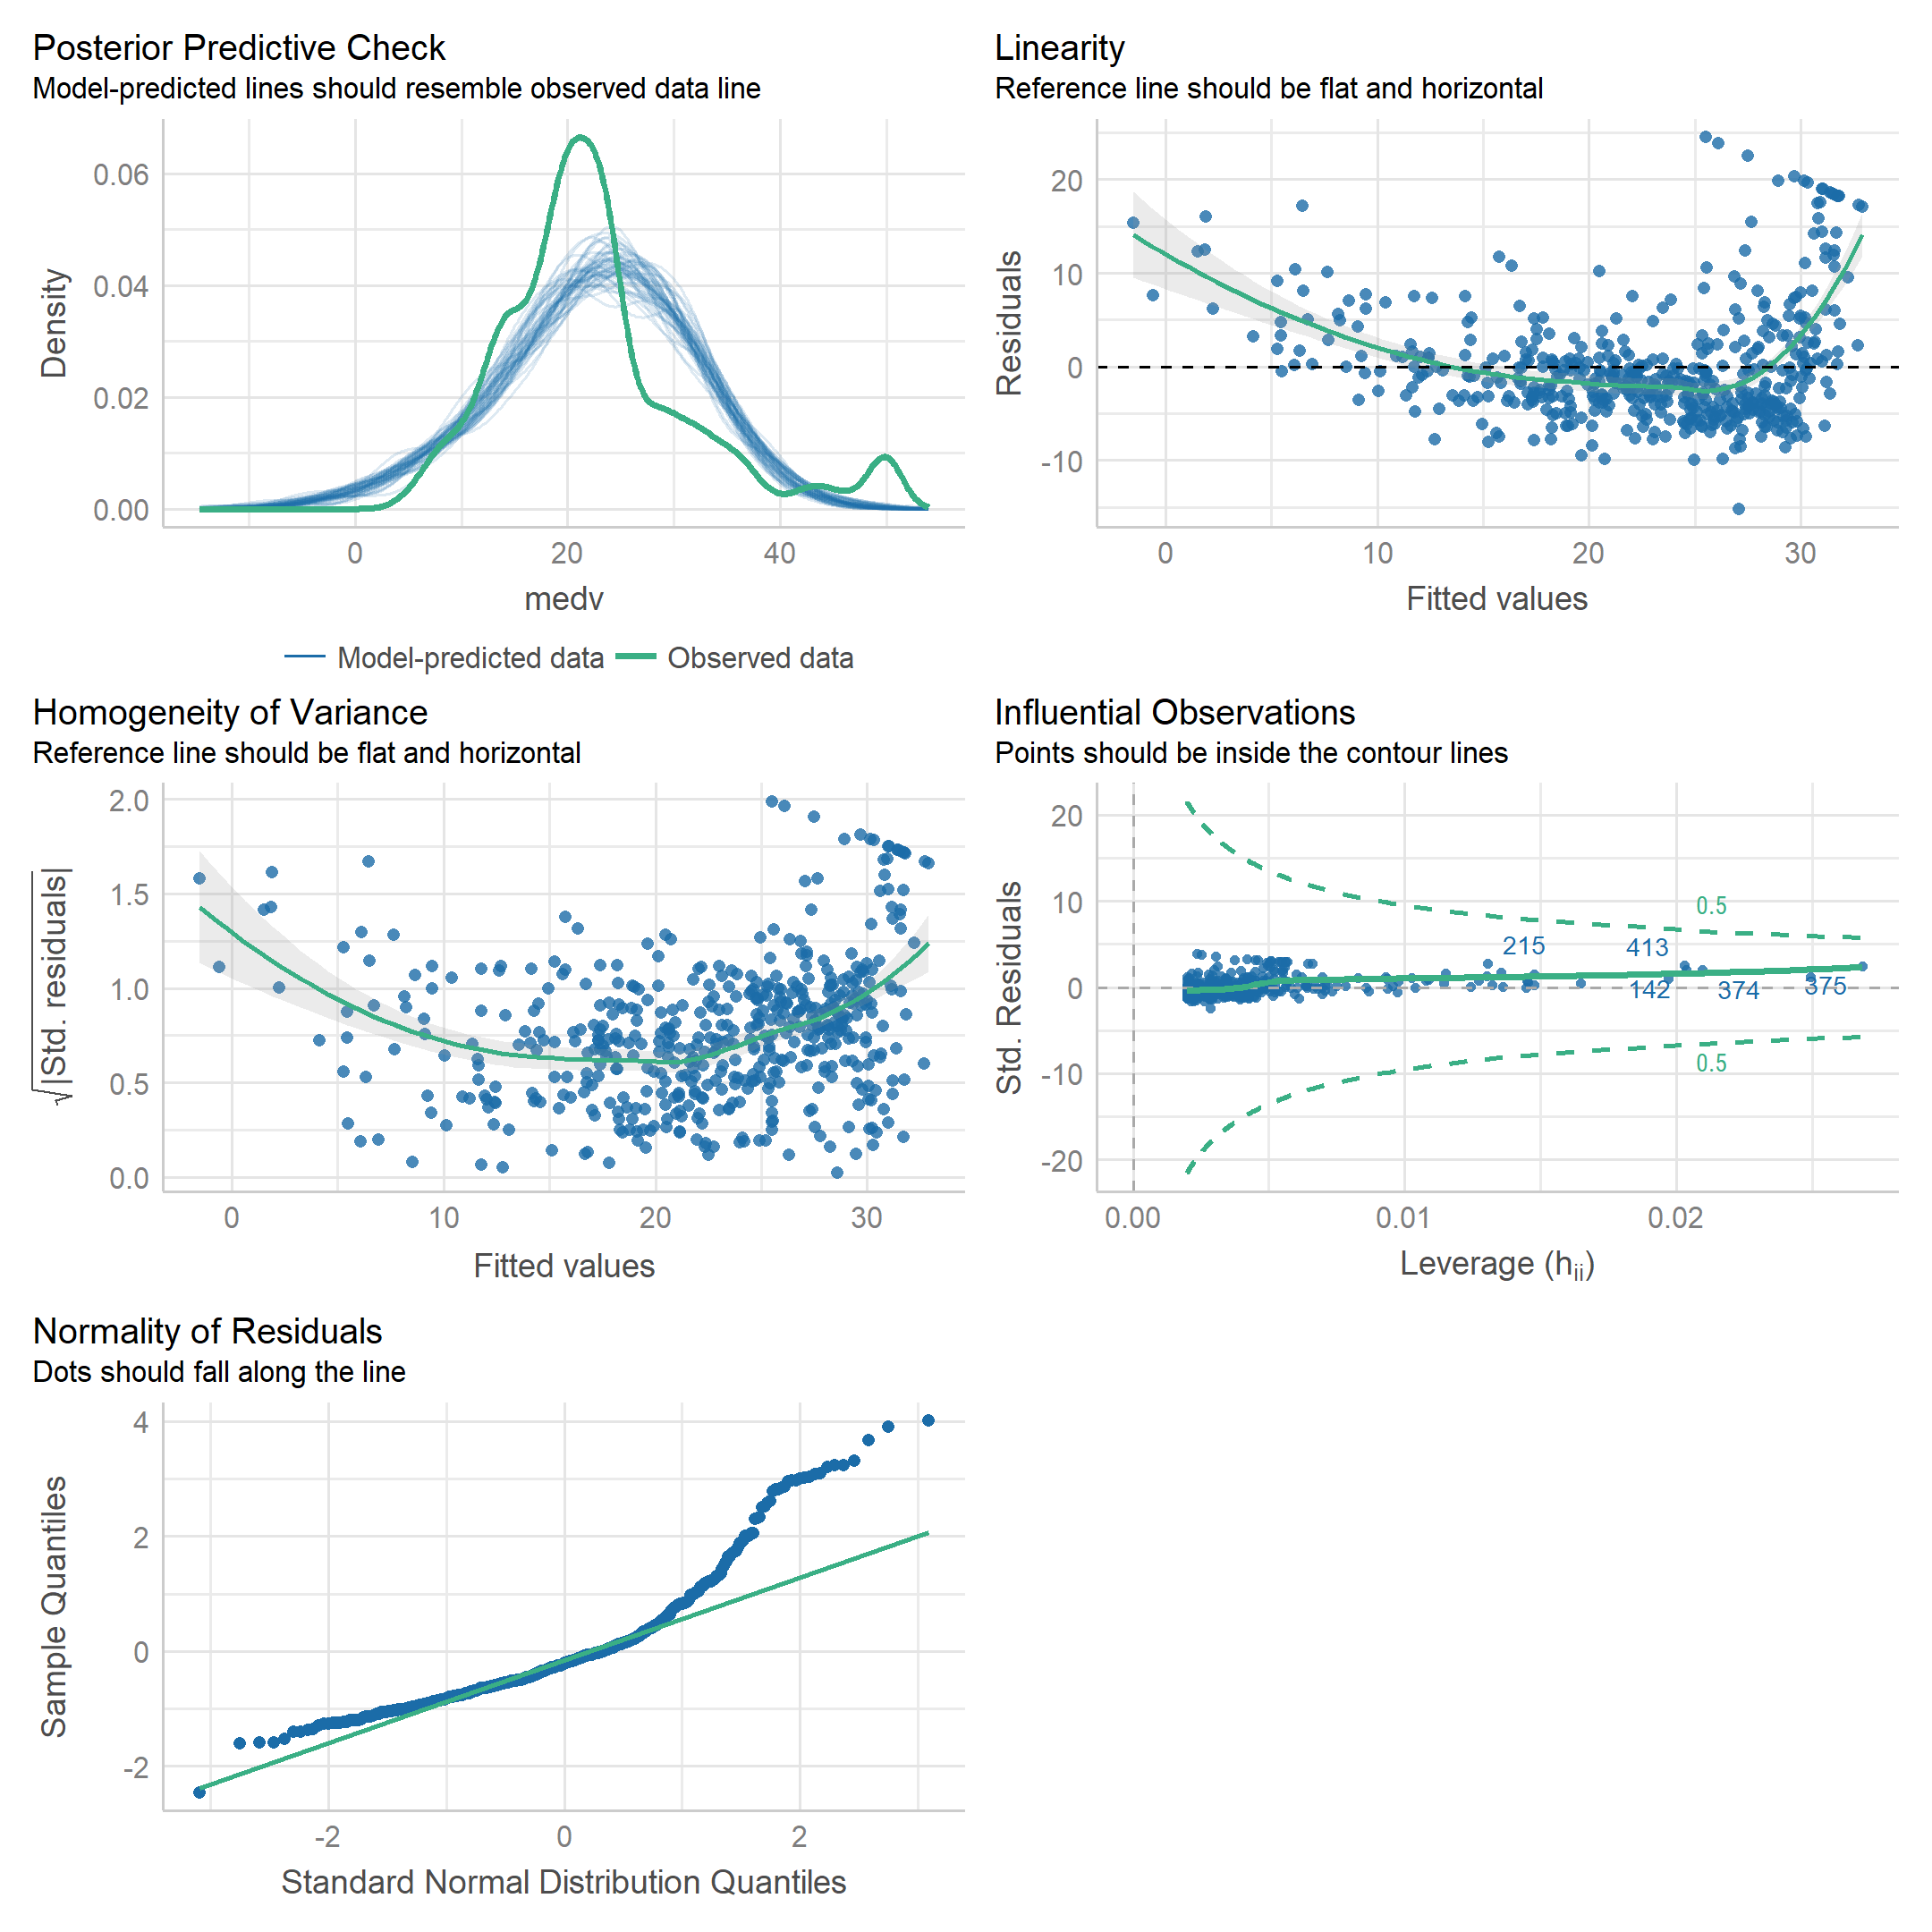 Posterior Predictive Check
Model-predicted lines should resemble observed data line
Density
0.06
0.04
0.02
0.00
0
20
40
medv
Model-predicted data
Observed data
Linearity
Reference line should be flat and horizontal
Residuals
20
10
0
-10
0
10
20
30
Fitted values
Homogeneity of Variance
Reference line should be flat and horizontal
√|Std. residuals|
2.0
1.5
1.0
0.5
0.0
0
10
20
30
Fitted values
Influential Observations
Points should be inside the contour lines
Std. Residuals
20
10
0
-10
-20
0.5
215
413
142
374
375
0.5
0.00
0.01
0.02
Leverage (hᵢᵢ)
Normality of Residuals
Dots should fall along the line
Sample Quantiles
4
2
0
-2
-2
0
2
Standard Normal Distribution Quantiles